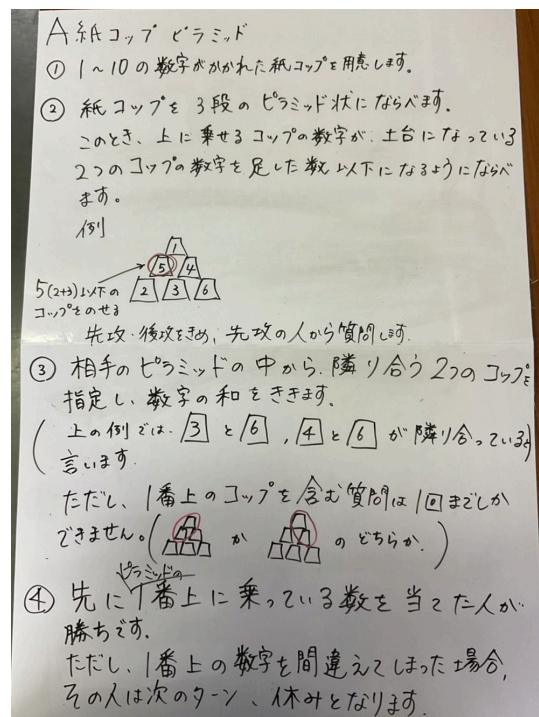 A 紙コップ ピラミッド
① 1~10の数字がかかれた紙コップを用意します。
② 紙コップを3段のピラミッド状にならべます。
このとき、上に乗せるコップの数字が、土台になっている
2つのコップの数字を足した数以下になるようにならべ
ます。
例
1
5 4
2 3 6
5(2+3)以下の
コップをのせる
先攻・後攻をきめ、先攻の人から質問します。
③ 相手のピラミッドの中から、隣り合う2つのコップを
指定し、数字の和をききます。
(上の例では、3と6,4と6が隣り合っていると
言います)
ただし、1番上のコップを含む質問は1回までしか
できません。(か のどちらか.)
ピラミッドの
④ 先に1番上に乗っている数を当てた人が
勝ちです。
ただし、1番上の数字を間違えてしまった場合、
その人は次のターン、休みとなります。